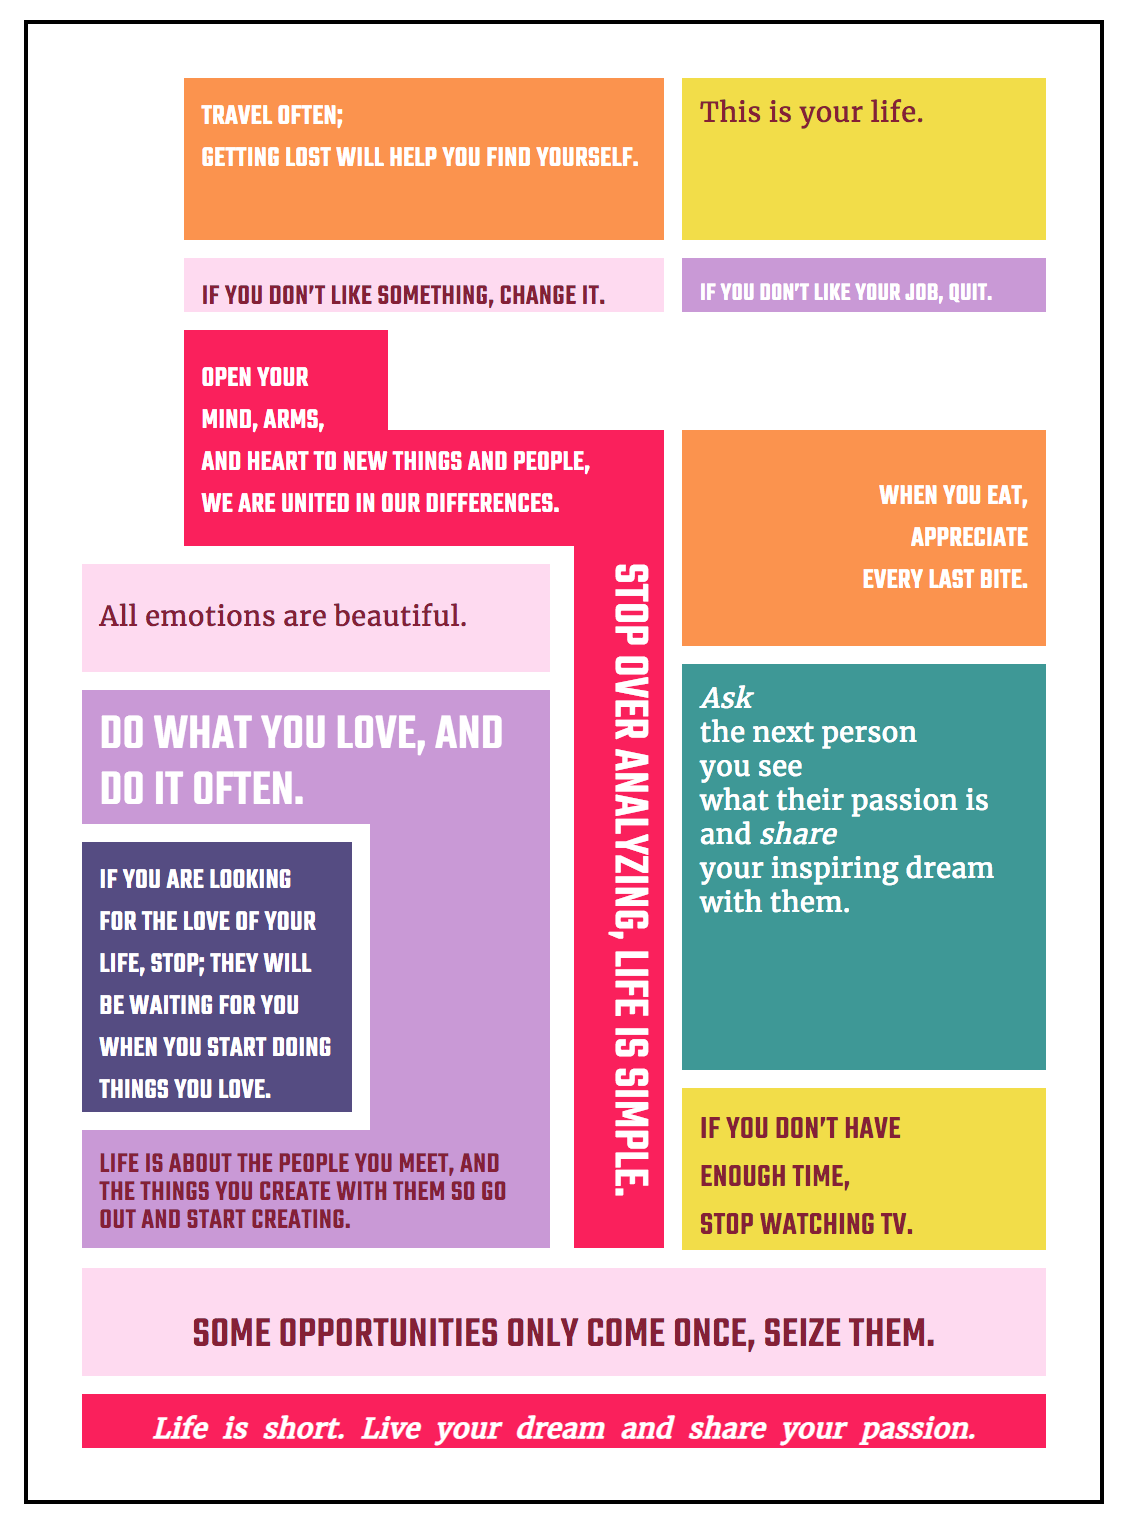 TRAVEL OFTEN;
GETTING LOST WILL HELP YOU FIND YOURSELF.
This is your life.
IF YOU DON'T LIKE SOMETHING, CHANGE IT.
IF YOU DON'T LIKE YOUR JOB, QUIT.
OPEN YOUR
MIND, ARMS,
AND HEART TO NEW THINGS AND PEOPLE,
WE ARE UNITED IN OUR DIFFERENCES.
WHEN YOU EAT,
APPRECIATE
EVERY LAST BITE.
All emotions are beautiful.
STOP OVER ANALYZING, LIFE IS SIMPLE.
Ask
the next person
you see
what their passion is
and share
your inspiring dream
with them.
DO WHAT YOU LOVE, AND
DO IT OFTEN.
IF YOU ARE LOOKING
FOR THE LOVE OF YOUR
LIFE, STOP; THEY WILL
BE WAITING FOR YOU
WHEN YOU START DOING
THINGS YOU LOVE.
LIFE IS ABOUT THE PEOPLE YOU MEET, AND
THE THINGS YOU CREATE WITH THEM SO GO
OUT AND START CREATING.
IF YOU DON'T HAVE
ENOUGH TIME,
STOP WATCHING TV.
SOME OPPORTUNITIES ONLY COME ONCE, SEIZE THEM.
Life is short. Live your dream and share your passion.